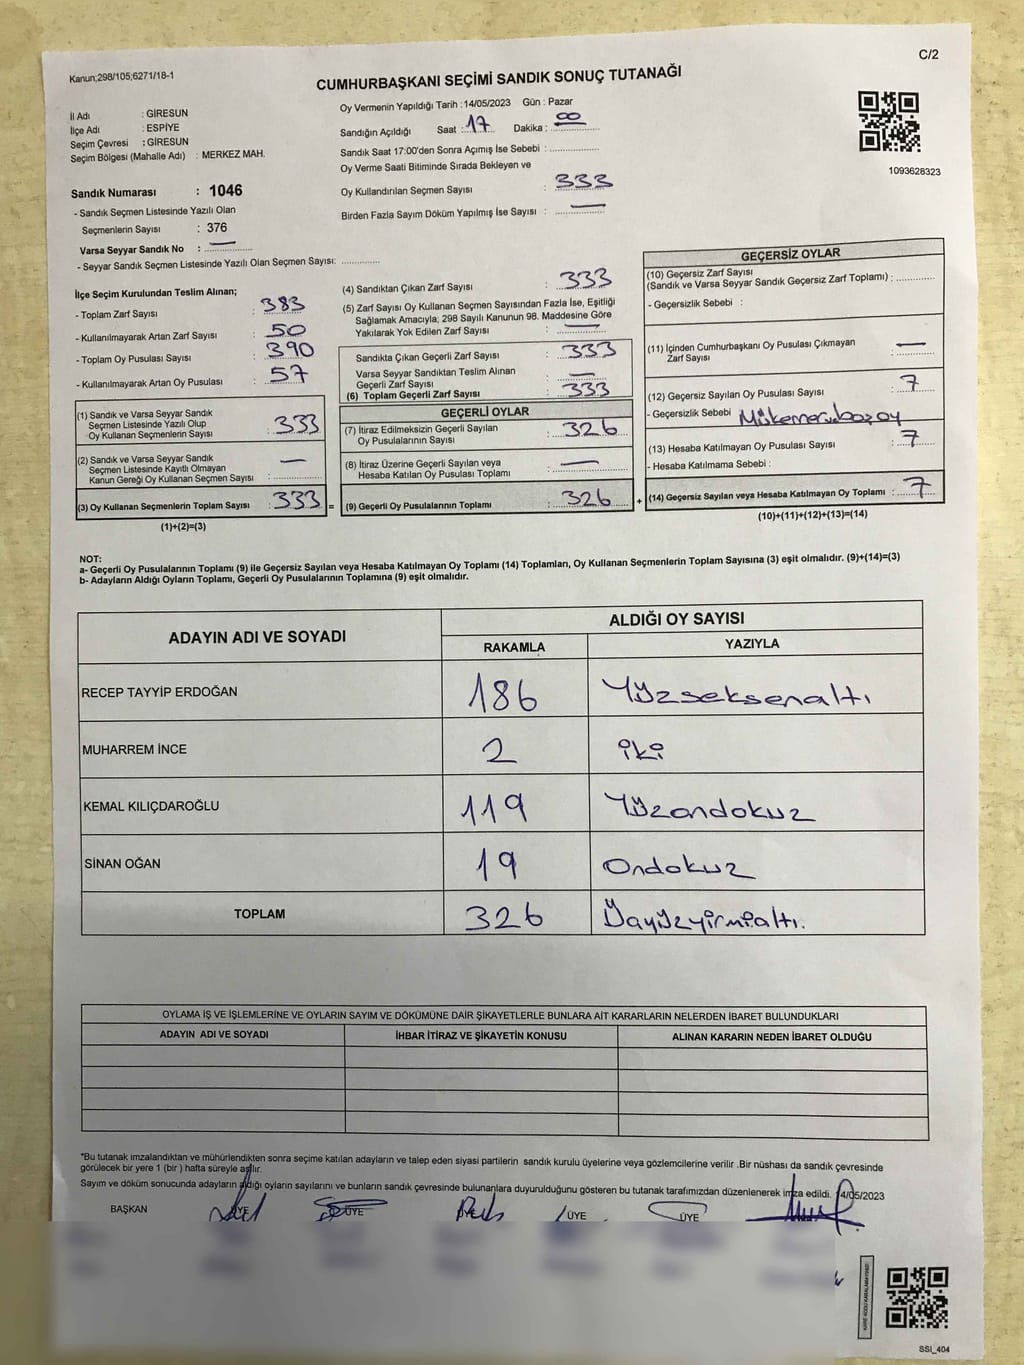 Kanun;298/105;6271/18-1
C/2
CUMHURBAŞKANI SEÇİMİ SANDIK SONUÇ TUTANAĞI
İl Adı : GİRESUN
İlçe Adı : ESPİYE
Seçim Çevresi : GİRESUN
Seçim Bölgesi (Mahalle Adı) : MERKEZ MAH.
Sandık Numarası : 1046
- Sandık Seçmen Listesinde Yazılı Olan
Seçmenlerin Sayısı : 376
Varsa Seyyar Sandık No : —
- Seyyar Sandık Seçmen Listesinde Yazılı Olan Seçmen Sayısı: ..............
Oy Vermenin Yapıldığı Tarih : 14/05/2023 Gün : Pazar
Sandığın Açıldığı Saat : 17 Dakika : 00
Sandık Saat 17:00'den Sonra Açımış İse Sebebi : ..............
Oy Verme Saati Bitiminde Sırada Bekleyen ve
Oy Kullandırılan Seçmen Sayısı : 333
Birden Fazla Sayım Döküm Yapılmış İse Sayısı : —
1093628323
İlçe Seçim Kurulundan Teslim Alınan;
- Toplam Zarf Sayısı : 383
- Kullanılmayarak Artan Zarf Sayısı : 50
- Toplam Oy Pusulası Sayısı : 390
- Kullanılmayarak Artan Oy Pusulası : 57
(1) Sandık ve Varsa Seyyar Sandık
Seçmen Listesinde Yazılı Olup
Oy Kullanan Seçmenlerin Sayısı : 333
(2) Sandık ve Varsa Seyyar Sandık
Seçmen Listesinde Kayıtlı Olmayan
Kanun Gereği Oy Kullanan Seçmen Sayısı : —
(3) Oy Kullanan Seçmenlerin Toplam Sayısı : 333 =
(1)+(2)=(3)
(4) Sandıktan Çıkan Zarf Sayısı : 333
(5) Zarf Sayısı Oy Kullanan Seçmen Sayısından Fazla İse, Eşitliği
Sağlamak Amacıyla; 298 Sayılı Kanunun 98. Maddesine Göre
Yakılarak Yok Edilen Zarf Sayısı : —
Sandıkta Çıkan Geçerli Zarf Sayısı : 333
Varsa Seyyar Sandıktan Teslim Alınan
Geçerli Zarf Sayısı : —
(6) Toplam Geçerli Zarf Sayısı : 333
GEÇERLİ OYLAR
(7) İtiraz Edilmeksizin Geçerli Sayılan
Oy Pusulalarının Sayısı : 326
(8) İtiraz Üzerine Geçerli Sayılan veya
Hesaba Katılan Oy Pusulası Toplamı : —
(9) Geçerli Oy Pusulalarının Toplamı : 326 +
GEÇERSİZ OYLAR
(10) Geçersiz Zarf Sayısı
(Sandık ve Varsa Seyyar Sandık Geçersiz Zarf Toplamı) : ..............
- Geçersizlik Sebebi :
(11) İçinden Cumhurbaşkanı Oy Pusulası Çıkmayan
Zarf Sayısı : —
(12) Geçersiz Sayılan Oy Pusulası Sayısı : 7
- Geçersizlik Sebebi
(13) Hesaba Katılmayan Oy Pusulası Sayısı : 7
- Hesaba Katılmama Sebebi :
(14) Geçersiz Sayılan veya Hesaba Katılmayan Oy Toplamı : 7
(10)+(11)+(12)+(13)=(14)
NOT:
a- Geçerli Oy Pusulalarının Toplamı (9) ile Geçersiz Sayılan veya Hesaba Katılmayan Oy Toplamı (14) Toplamları, Oy Kullanan Seçmenlerin Toplam Sayısına (3) eşit olmalıdır. (9)+(14)=(3)
b- Adayların Aldığı Oyların Toplamı, Geçerli Oy Pusulalarının Toplamına (9) eşit olmalıdır.
ADAYIN ADI VE SOYADI ALDIĞI OY SAYISI
RAKAMLA YAZIYLA
RECEP TAYYİP ERDOĞAN 186 Yüzseksenaltı
MUHARREM İNCE 2 iki
KEMAL KILIÇDAROĞLU 119 Yüzondokuz
SİNAN OĞAN 19 Ondokuz
TOPLAM 326
OYLAMA İŞ VE İŞLEMLERİNE VE OYLARIN SAYIM VE DÖKÜMÜNE DAİR ŞİKAYETLERLE BUNLARA AİT KARARLARIN NELERDEN İBARET BULUNDUKLARI
ADAYIN ADI VE SOYADI İHBAR İTİRAZ VE ŞİKAYETİN KONUSU ALINAN KARARIN NEDEN İBARET OLDUĞU
*Bu tutanak imzalandıktan ve mühürlendikten sonra seçime katılan adayların ve talep eden siyasi partilerin sandık kurulu üyelerine veya gözlemcilerine verilir .Bir nüshası da sandık çevresinde
görülecek bir yere 1 (bir ) hafta süreyle asılır.
Sayım ve döküm sonucunda adayların aldığı oyların sayılarını ve bunların sandık çevresinde bulunanlara duyurulduğunu gösteren bu tutanak tarafımızdan düzenlenerek imza edildi. 14/05/2023
BAŞKAN ÜYE ÜYE ÜYE ÜYE ÜYE
SSI_404